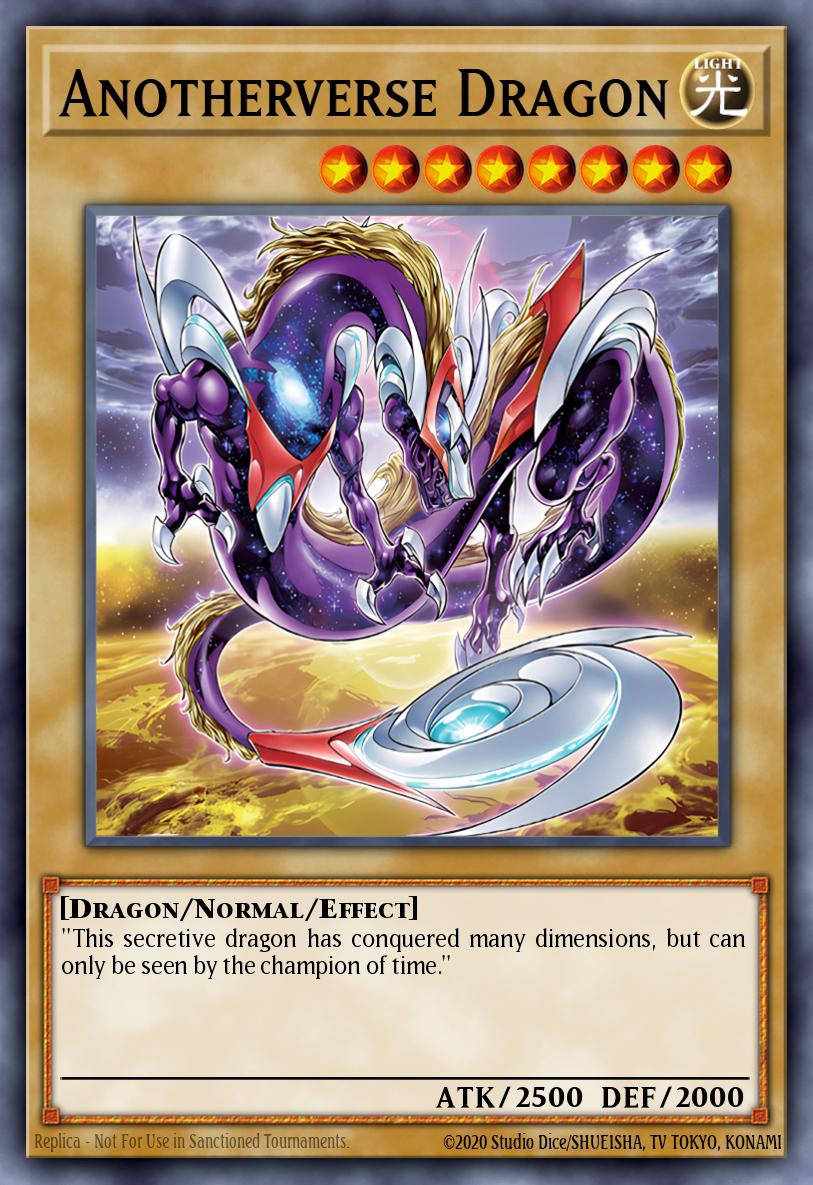 ANOTHERVERSE DRAGON
LIGHT
光
[DRAGON/NORMAL/EFFECT]
"This secretive dragon has conquered many dimensions, but can
only be seen by the champion of time."
ATK/2500 DEF/2000
Replica - Not For Use in Sanctioned Tournaments.
©2020 Studio Dice/SHUEISHA, TV TOKYO, KONAMI